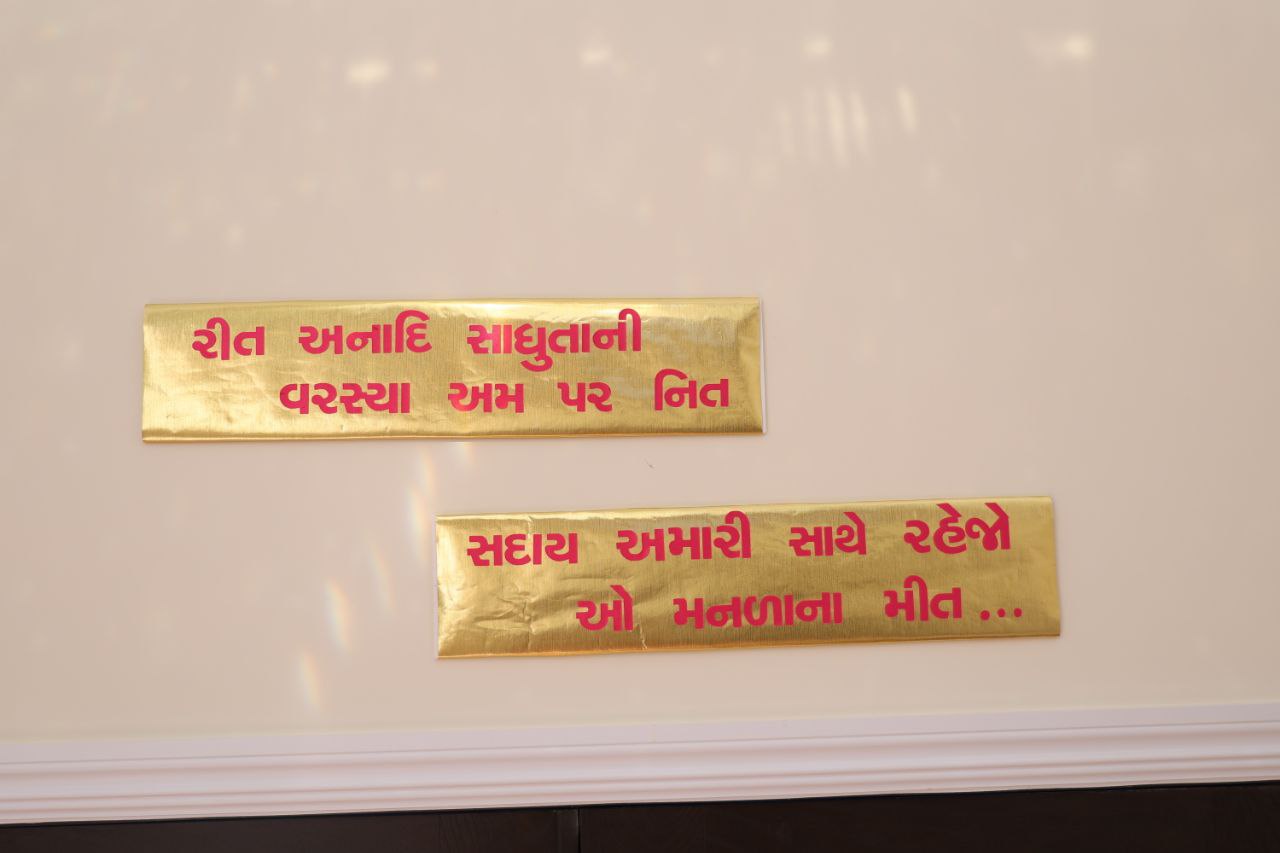 રીત અનાદિ સાધુતાની
વરસ્યા અમ પર નિત
સદાય અમારી સાથે રહેજો
ઓ મનળાના મીત...